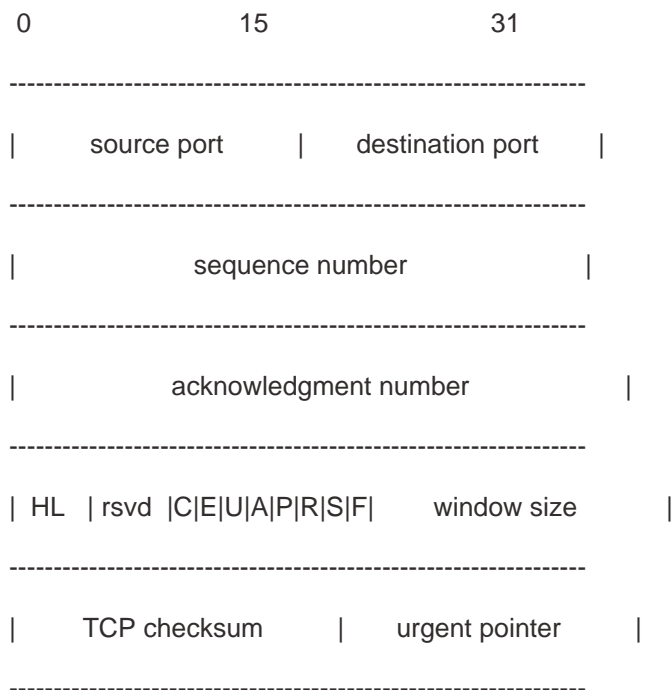 0 15 31
-----------------------------------------------------------------
| source port | destination port |
-----------------------------------------------------------------
| sequence number |
-----------------------------------------------------------------
| acknowledgment number |
-----------------------------------------------------------------
| HL | rsvd |C|E|U|A|P|R|S|F| window size |
-----------------------------------------------------------------
| TCP checksum | urgent pointer |
-----------------------------------------------------------------